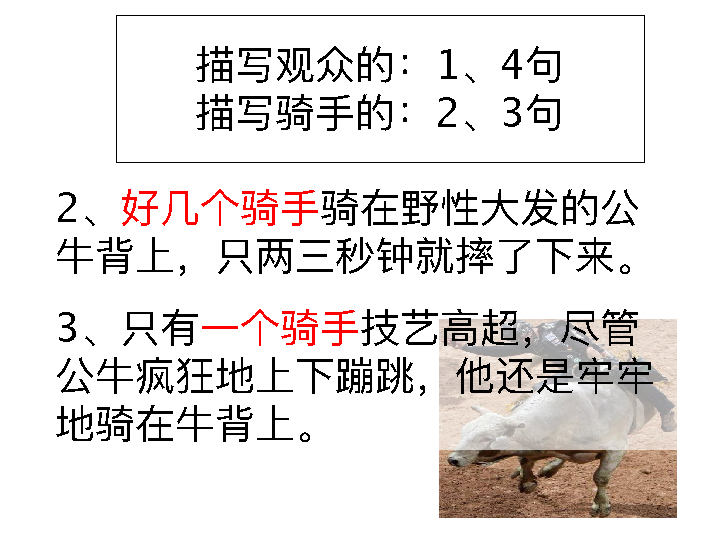 描写观众的：1、4句
描写骑手的：2、3句
2、好几个骑手骑在野性大发的公
牛背上，只两三秒钟就摔了下来。
3、只有一个骑手技艺高超，尽管
公牛疯狂地上下蹦跳，他还是牢牢
地骑在牛背上。